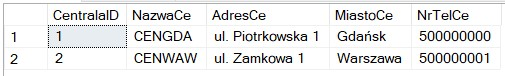 CentralaID NazwaCe AdresCe MiastoCe NrTelCe
1 1 CENGDA ul. Piotrkowska 1 Gdańsk 500000000
2 2 CENWAW ul. Zamkowa 1 Warszawa 500000001